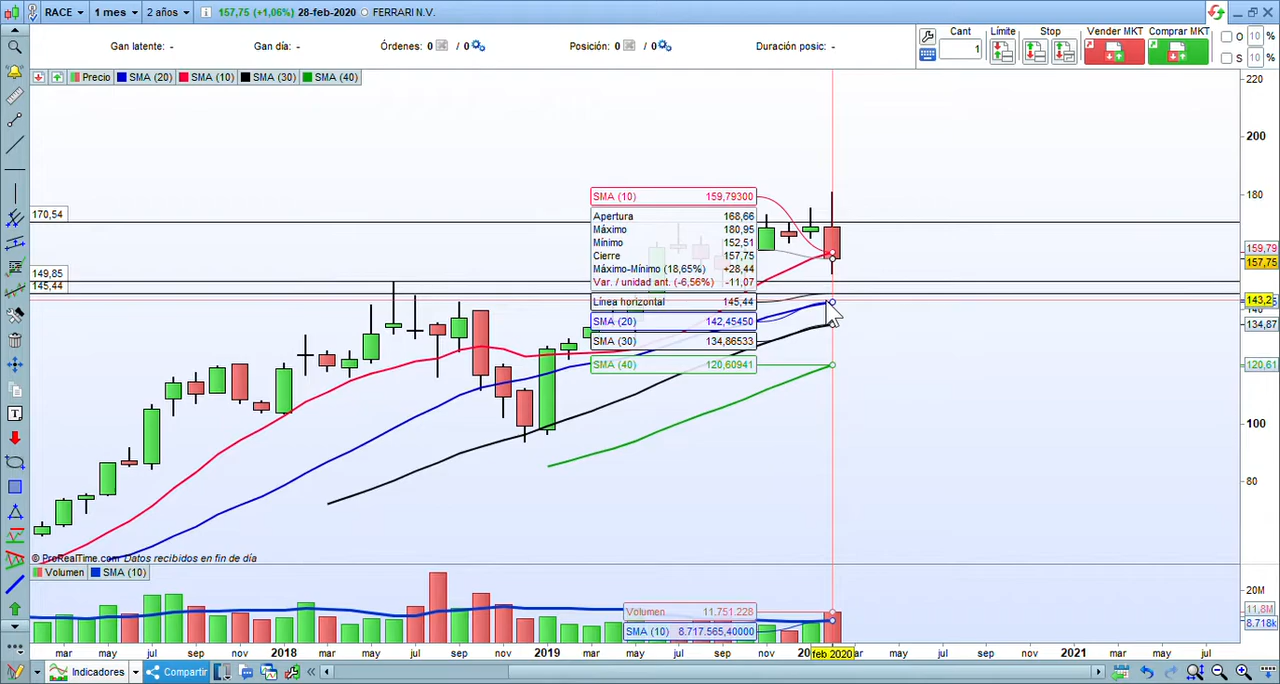 RACE 1 mes 2 años 157,75 (+1,06%) 28-feb-2020 FERRARI N.V.
Gan latente: - Gan día: - Órdenes: 0 / 0 Posición: 0 / 0 Duración posic: -
Cant Límite Stop Vender MKT Comprar MKT O 10 %
1 S 10 %
Precio SMA (20) SMA (10) SMA (30) SMA (40)
220
200
180
SMA (10) 159,79300
170,54
Apertura 168,66
Máximo 180,95
Mínimo 152,51
159,79
Cierre 157,75
157,75
Máximo-Mínimo (18,65%) +28,44
149,85
Var. / unidad ant. (-6,56%) -11,07
145,44
Línea horizontal 145,44
143,2
140
SMA (20) 142,45450
134,87
SMA (30) 134,86533
SMA (40) 120,60941
120,61
100
80
© ProRealTime.com Datos recibidos en fin de día
Volumen SMA (10)
20M
Volumen 11.751.228
11,8M
SMA (10) 8.717.565,40000
8.718k
mar may jul sep nov 2018 mar may jul sep nov 2019 mar jul sep nov feb 2020 may jul sep nov 2021 mar may jul
Indicadores Compartir